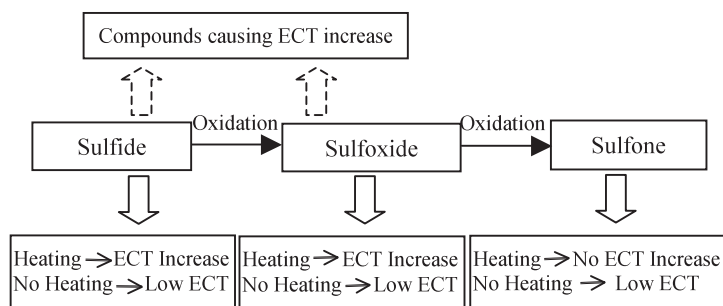 Compounds causing ECT increase
Oxidation
Oxidation
Sulfide
Sulfoxide
Sulfone
Heating → ECT Increase
No Heating → Low ECT
Heating → ECT Increase
No Heating → Low ECT
Heating → No ECT Increase
No Heating → Low ECT